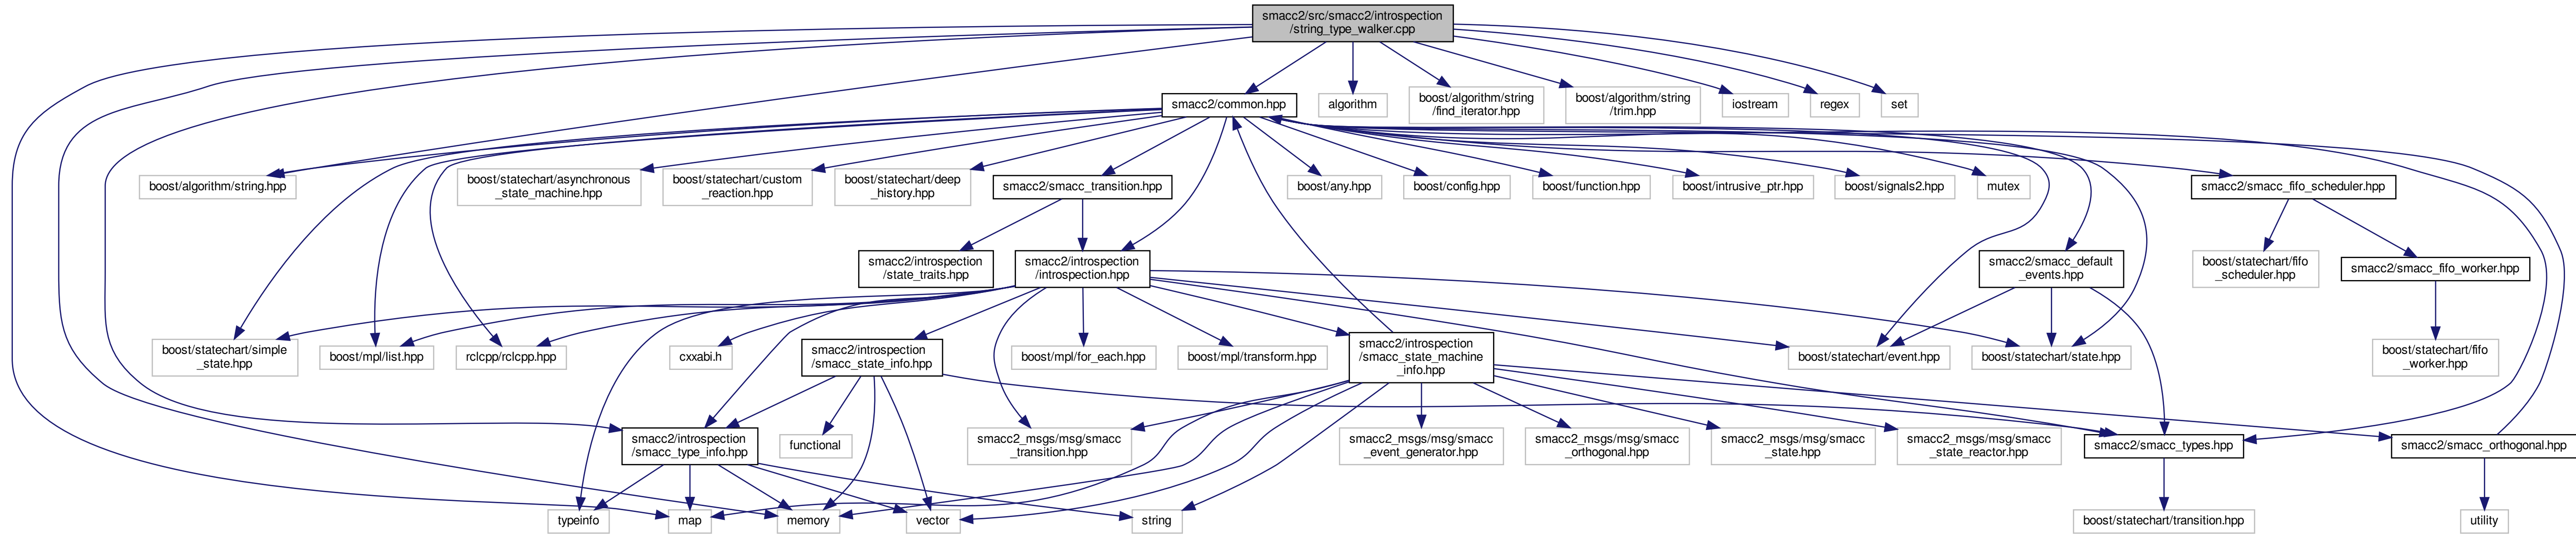 smacc2/src/smacc2/introspection
/string_type_walker.cpp
smacc2/common.hpp
algorithm
boost/algorithm/string
/find_iterator.hpp
boost/algorithm/string
/trim.hpp
iostream
regex
set
boost/algorithm/string.hpp
boost/statechart/asynchronous
_state_machine.hpp
boost/statechart/custom
_reaction.hpp
boost/statechart/deep
_history.hpp
smacc2/smacc_transition.hpp
boost/any.hpp
boost/config.hpp
boost/function.hpp
boost/intrusive_ptr.hpp
boost/signals2.hpp
mutex
smacc2/smacc_fifo_scheduler.hpp
smacc2/introspection
/state_traits.hpp
smacc2/introspection
/introspection.hpp
smacc2/smacc_default
_events.hpp
boost/statechart/fifo
_scheduler.hpp
smacc2/smacc_fifo_worker.hpp
boost/statechart/simple
_state.hpp
boost/mpl/list.hpp
rclcpp/rclcpp.hpp
cxxabi.h
smacc2/introspection
/smacc_state_info.hpp
boost/mpl/for_each.hpp
boost/mpl/transform.hpp
smacc2/introspection
/smacc_state_machine
_info.hpp
boost/statechart/event.hpp
boost/statechart/state.hpp
boost/statechart/fifo
_worker.hpp
smacc2/introspection
/smacc_type_info.hpp
functional
smacc2_msgs/msg/smacc
_transition.hpp
smacc2_msgs/msg/smacc
_event_generator.hpp
smacc2_msgs/msg/smacc
_orthogonal.hpp
smacc2_msgs/msg/smacc
_state.hpp
smacc2_msgs/msg/smacc
_state_reactor.hpp
smacc2/smacc_types.hpp
smacc2/smacc_orthogonal.hpp
typeinfo
map
memory
vector
string
boost/statechart/transition.hpp
utility